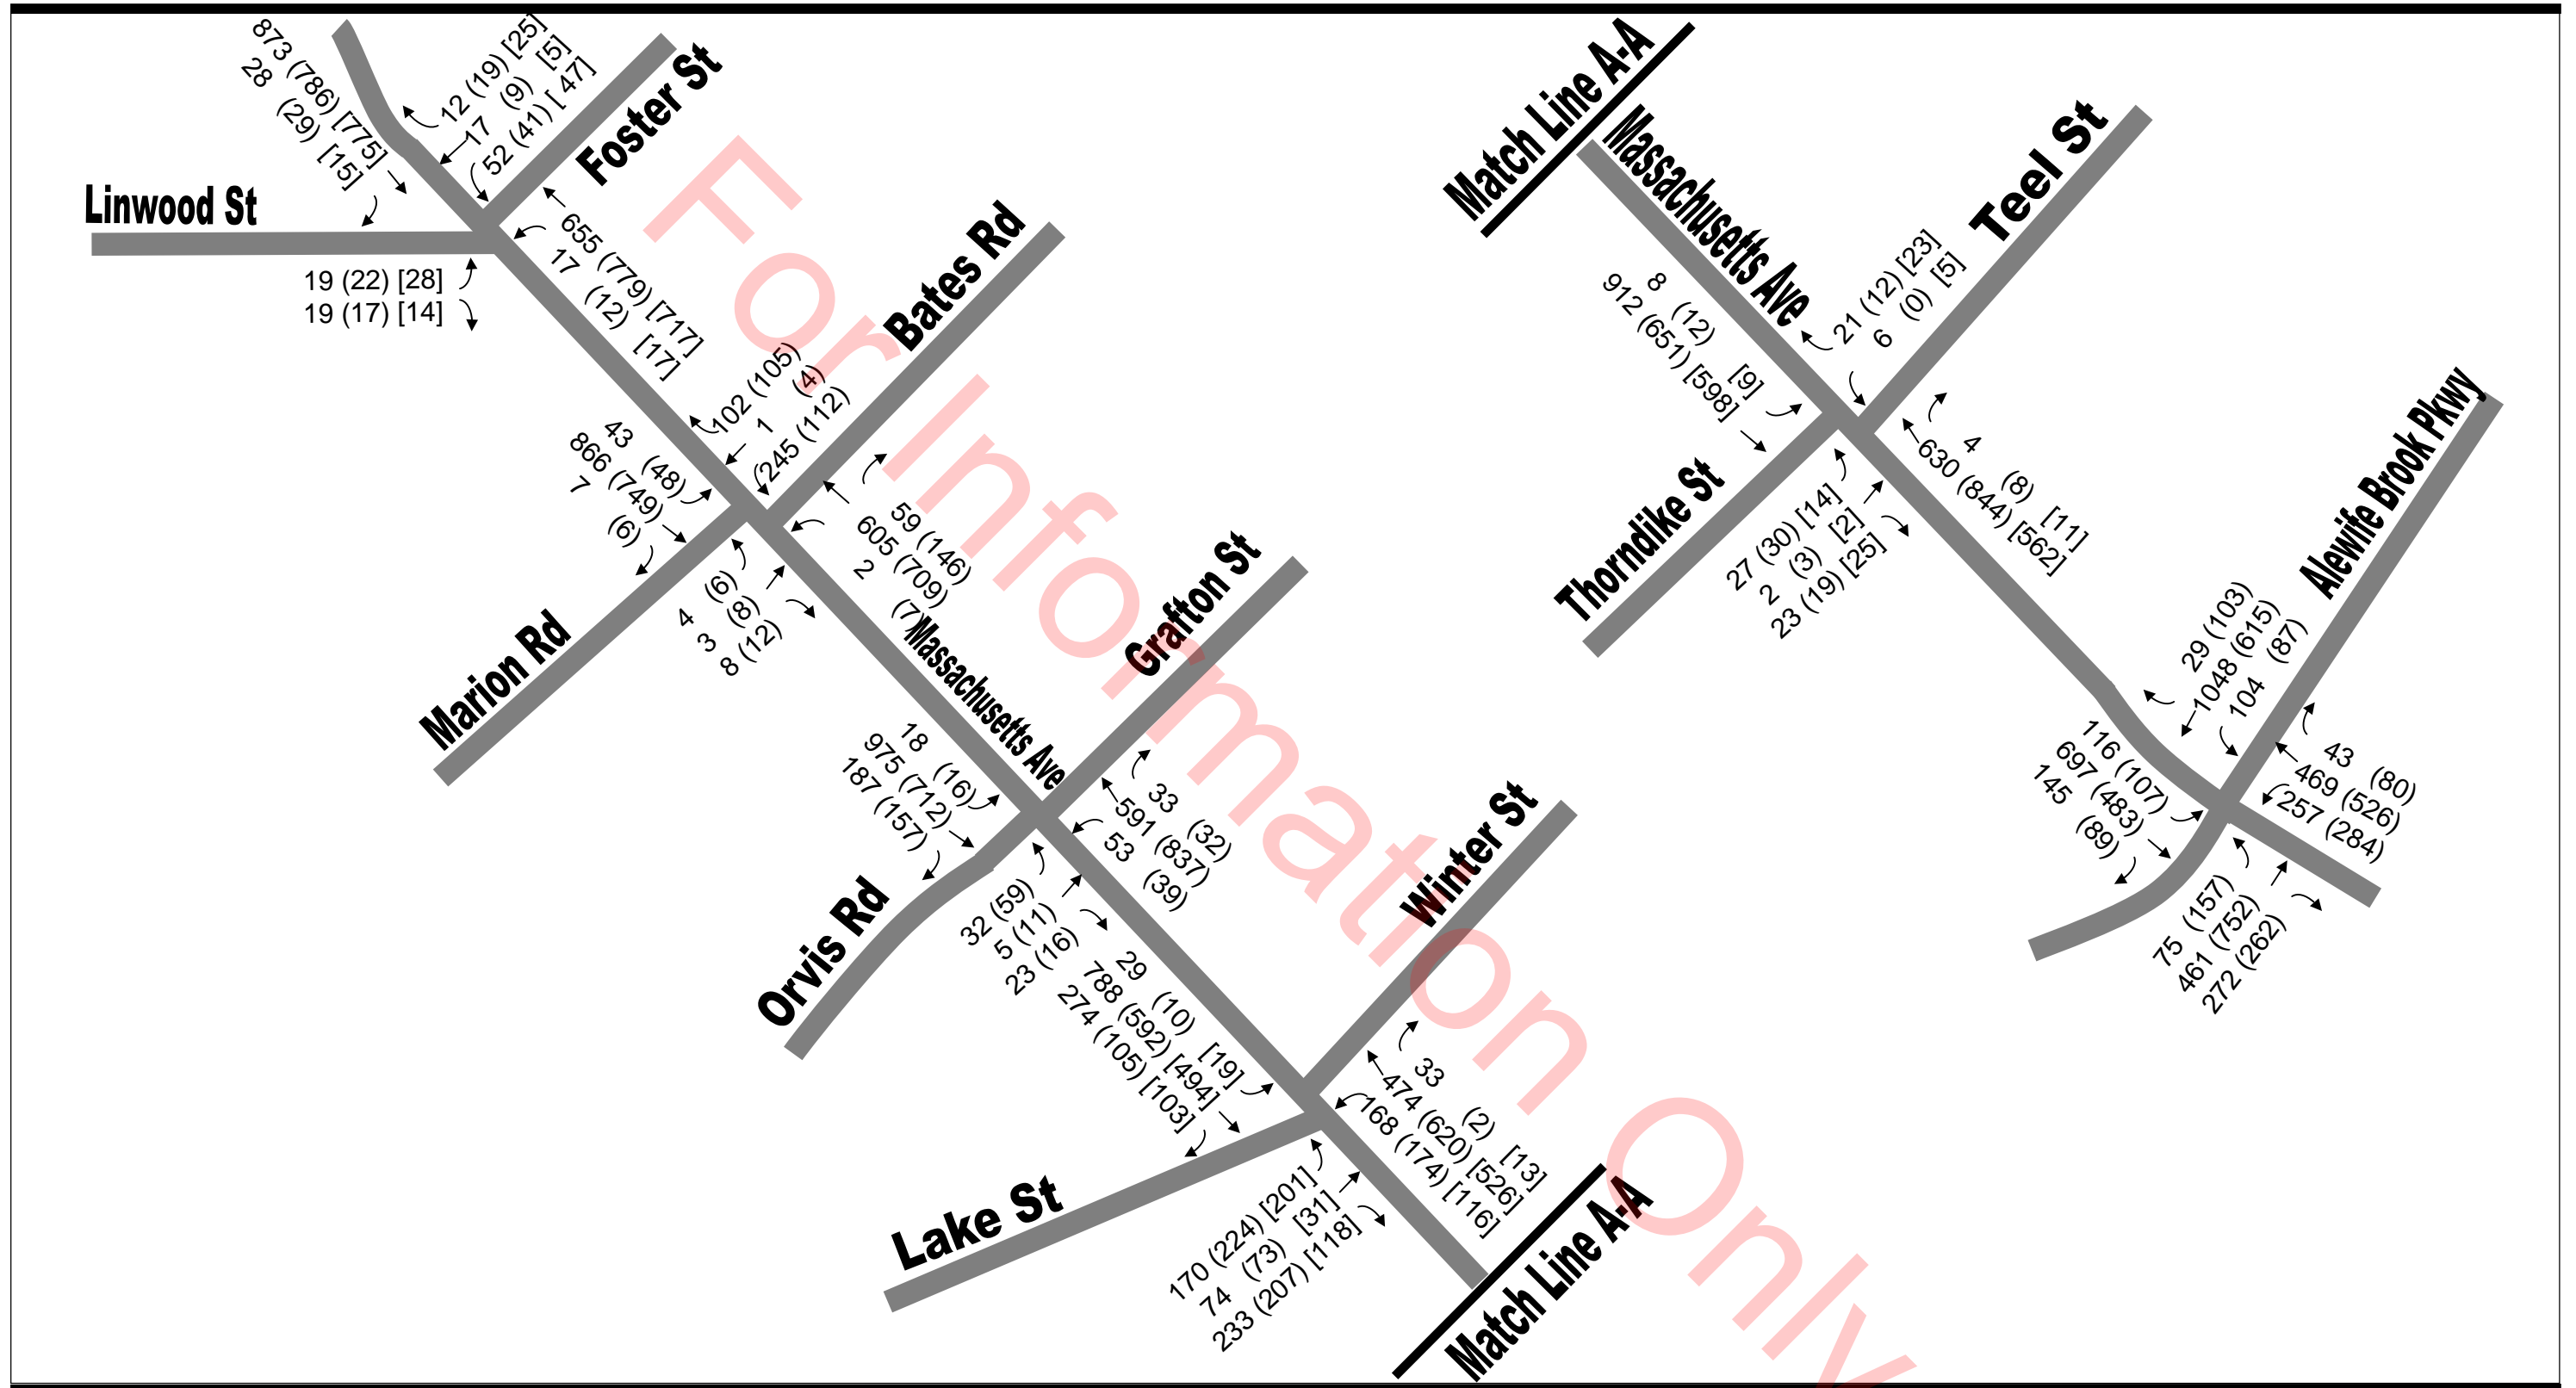 873 (786) [775]
28 (29) [15]
12 (19) [25]
17 (9) [5]
52 (41) [ 47]
Foster St
Linwood St
19 (22) [28]
19 (17) [14]
655 (779) [717]
17 (12) [17]
Bates Rd
102 (105)
1 (4)
245 (112)
43 (48)
866 (749)
7 (6)
59 (146)
605 (709)
2 (7)
4 (6)
3 (8)
8 (12)
Marion Rd
Massachusetts Ave
Grafton St
18 (16)
975 (712)
187 (157)
33 (32)
591 (837)
53 (39)
32 (59)
5 (11)
23 (16)
Orvis Rd
Winter St
29 (10) [19]
788 (592) [494]
274 (105) [103]
33 (2) [13]
474 (620) [526]
168 (174) [116]
170 (224) [201]
74 (73) [31]
233 (207) [118]
Lake St
Match Line A-A
Match Line A-A
Massachusetts Ave
Teel St
8 (12) [9]
912 (651) [598]
21 (12) [23]
6 (0) [5]
4 (8) [11]
630 (844) [562]
27 (30) [14]
2 (3) [2]
23 (19) [25]
Thorndike St
Alewife Brook Pkwy
29 (103)
1048 (615)
104 (87)
116 (107)
697 (483)
145 (89)
43 (80)
469 (526)
257 (284)
75 (157)
461 (752)
272 (262)
For Information Only